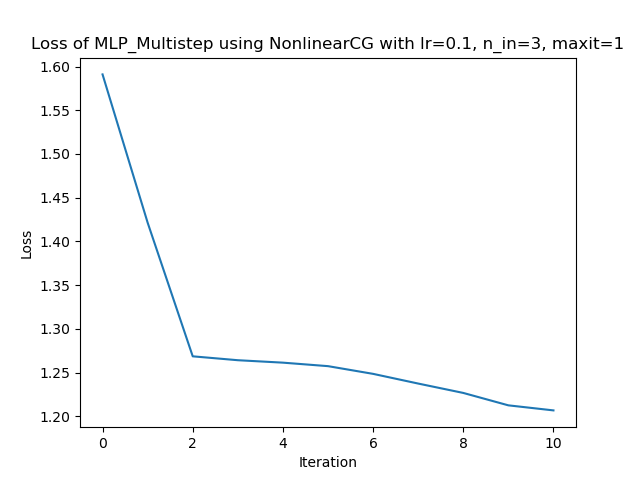 Loss of MLP_Multistep using NonlinearCG with lr=0.1, n_in=3, maxit=1
1.60
1.55
1.50
1.45
1.40
1.35
1.30
1.25
1.20
Loss
0 2 4 6 8 10
Iteration